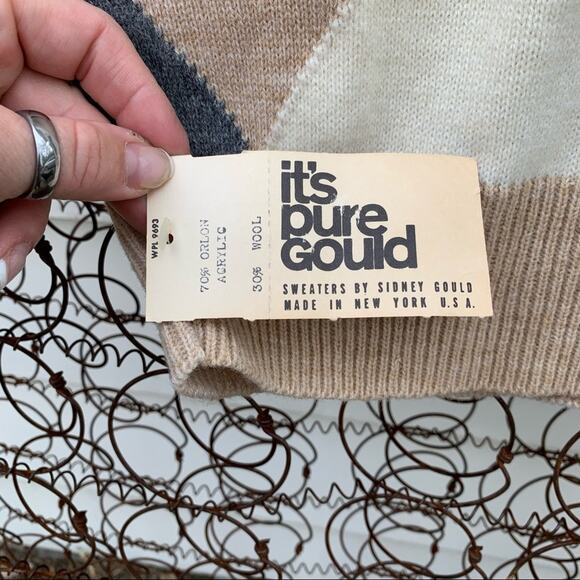 WPL 9693
70% ORLON
ACRYLIC
30% WOOL
it's
pure
Gould
SWEATERS BY SIDNEY GOULD
MADE IN NEW YORK U.S.A.